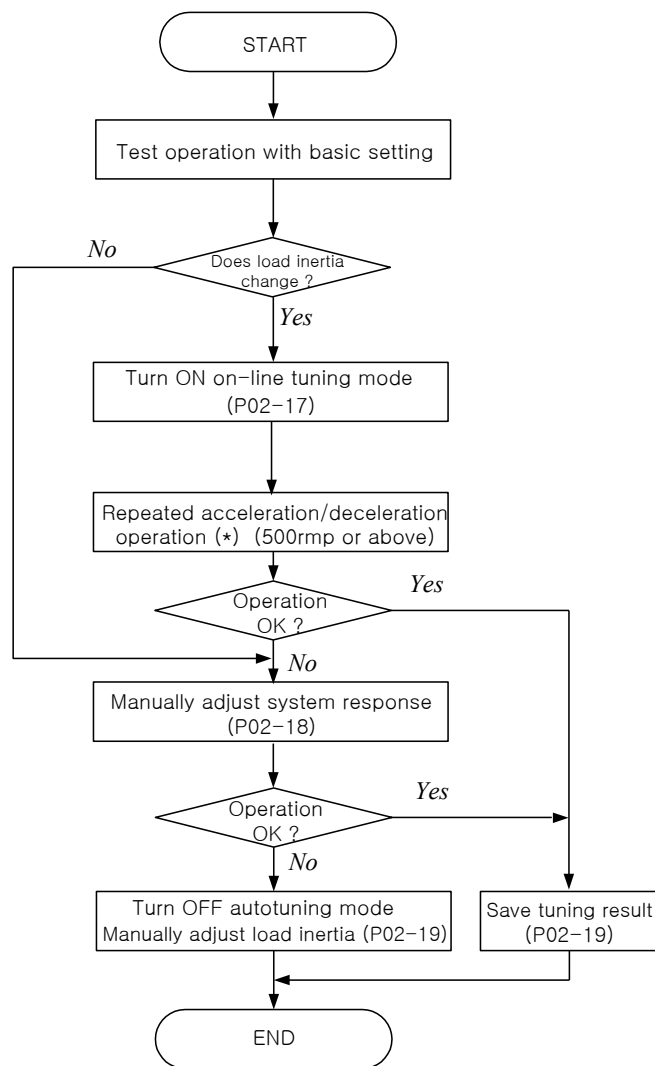 START
Test operation with basic setting
No
Does load inertia
change ?
Yes
Turn ON on-line tuning mode
(P02-17)
Repeated acceleration/deceleration
operation (*) (500rmp or above)
Operation
OK ?
Yes
No
Manually adjust system response
(P02-18)
Operation
OK ?
Yes
No
Turn OFF autotuning mode
Manually adjust load inertia (P02-19)
Save tuning result
(P02-19)
END